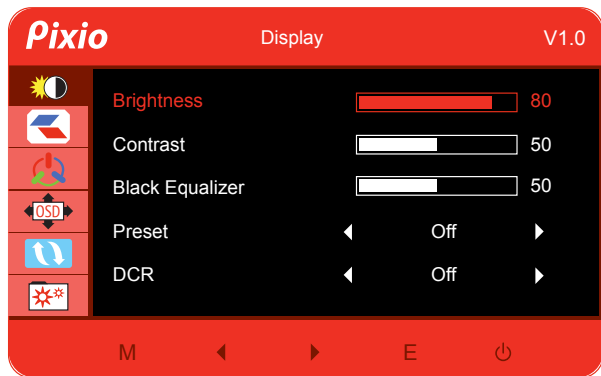 Pixio Display V1.0
Brightness 80
Contrast 50
Black Equalizer 50
OSD
Preset Off
DCR Off
M E